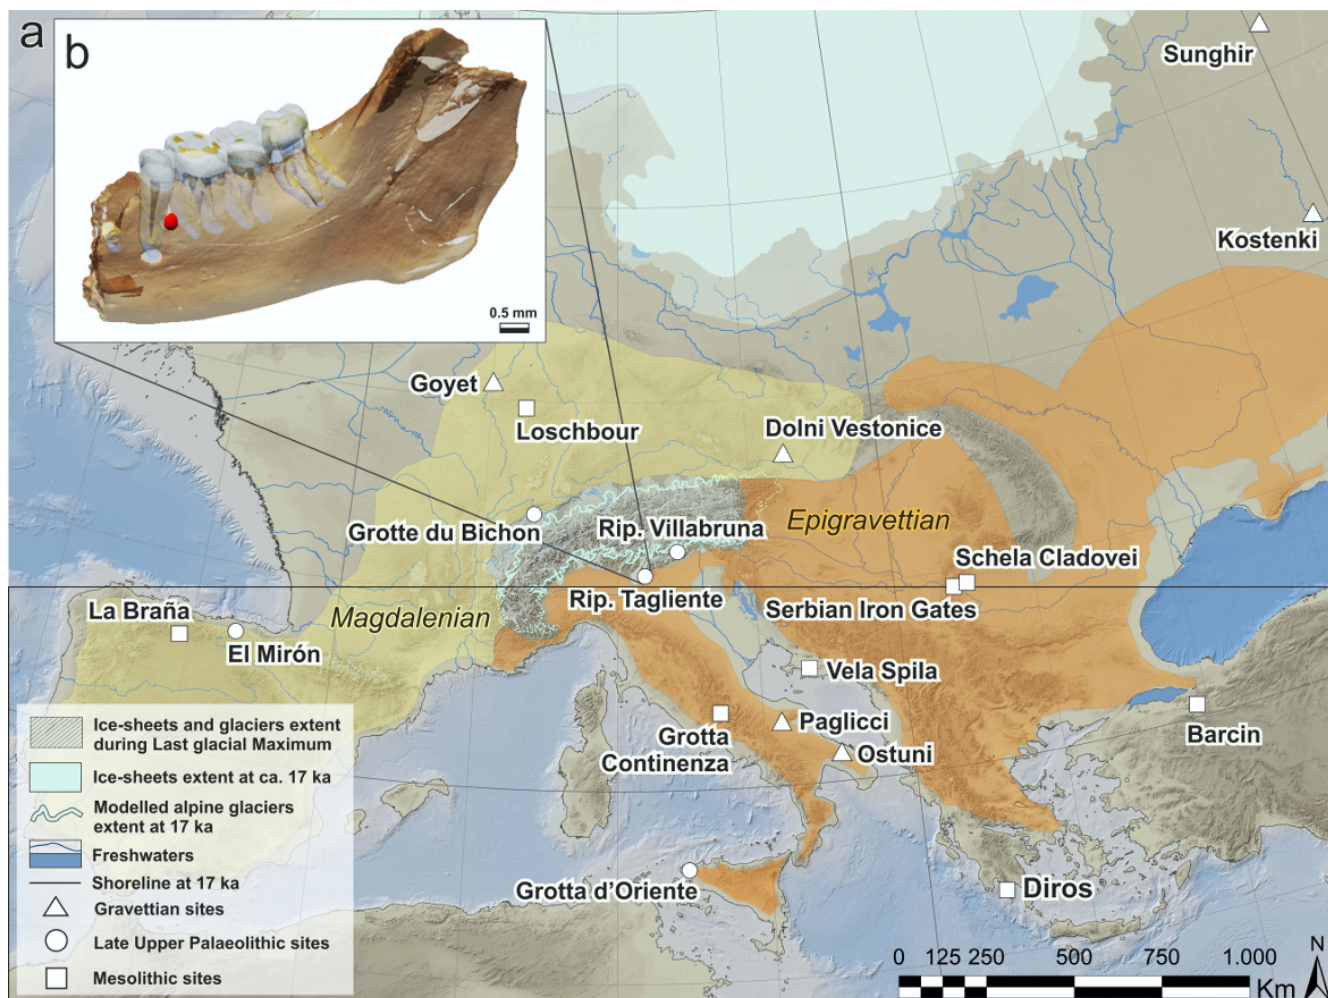 a
b
0.5 mm
Sunghir
Kostenki
Goyet
Loschbour
Dolni Vestonice
Grotte du Bichon
Rip. Villabruna
Epigravettian
Schela Cladovei
Rip. Tagliente
Serbian Iron Gates
La Braña
Magdalenian
El Mirón
Vela Spila
Paglicci
Barcin
Grotta
Continenza
Ostuni
Grotta d'Oriente
Diros
Ice-sheets and glaciers extent
during Last glacial Maximum
Ice-sheets extent at ca. 17 ka
Modelled alpine glaciers
extent at 17 ka
Freshwaters
Shoreline at 17 ka
Gravettian sites
Late Upper Palaeolithic sites
Mesolithic sites
0 125 250 500 750 1.000
Km
N